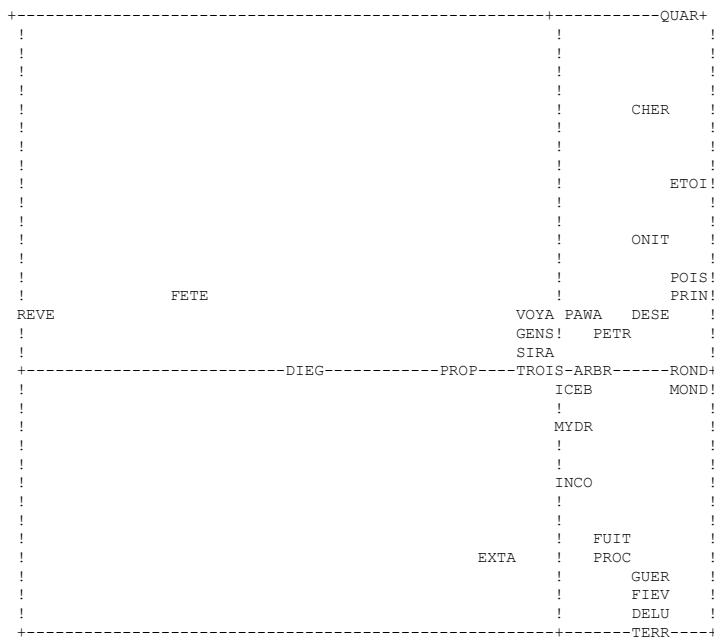 +-------------------------------------------------------+-----------QUAR+
! ! !
! ! !
! ! !
! ! !
! ! CHER !
! ! !
! ! !
! ! !
! ! ETOI!
! ! !
! ! !
! ! ONIT !
! ! !
! ! POIS!
! FETE ! PRIN!
REVE VOYA PAWA DESE !
! GENS! PETR !
! SIRA !
+---------------------------DIEG------------PROP----TROIS-ARBR------ROND+
! ICEB MOND!
! ! !
! MYDR !
! ! !
! ! !
! INCO !
! ! !
! ! !
! ! FUIT !
! EXTA ! PROC !
! ! GUER !
! ! FIEV !
! ! DELU !
+-------------------------------------------------------+-------TERR----+